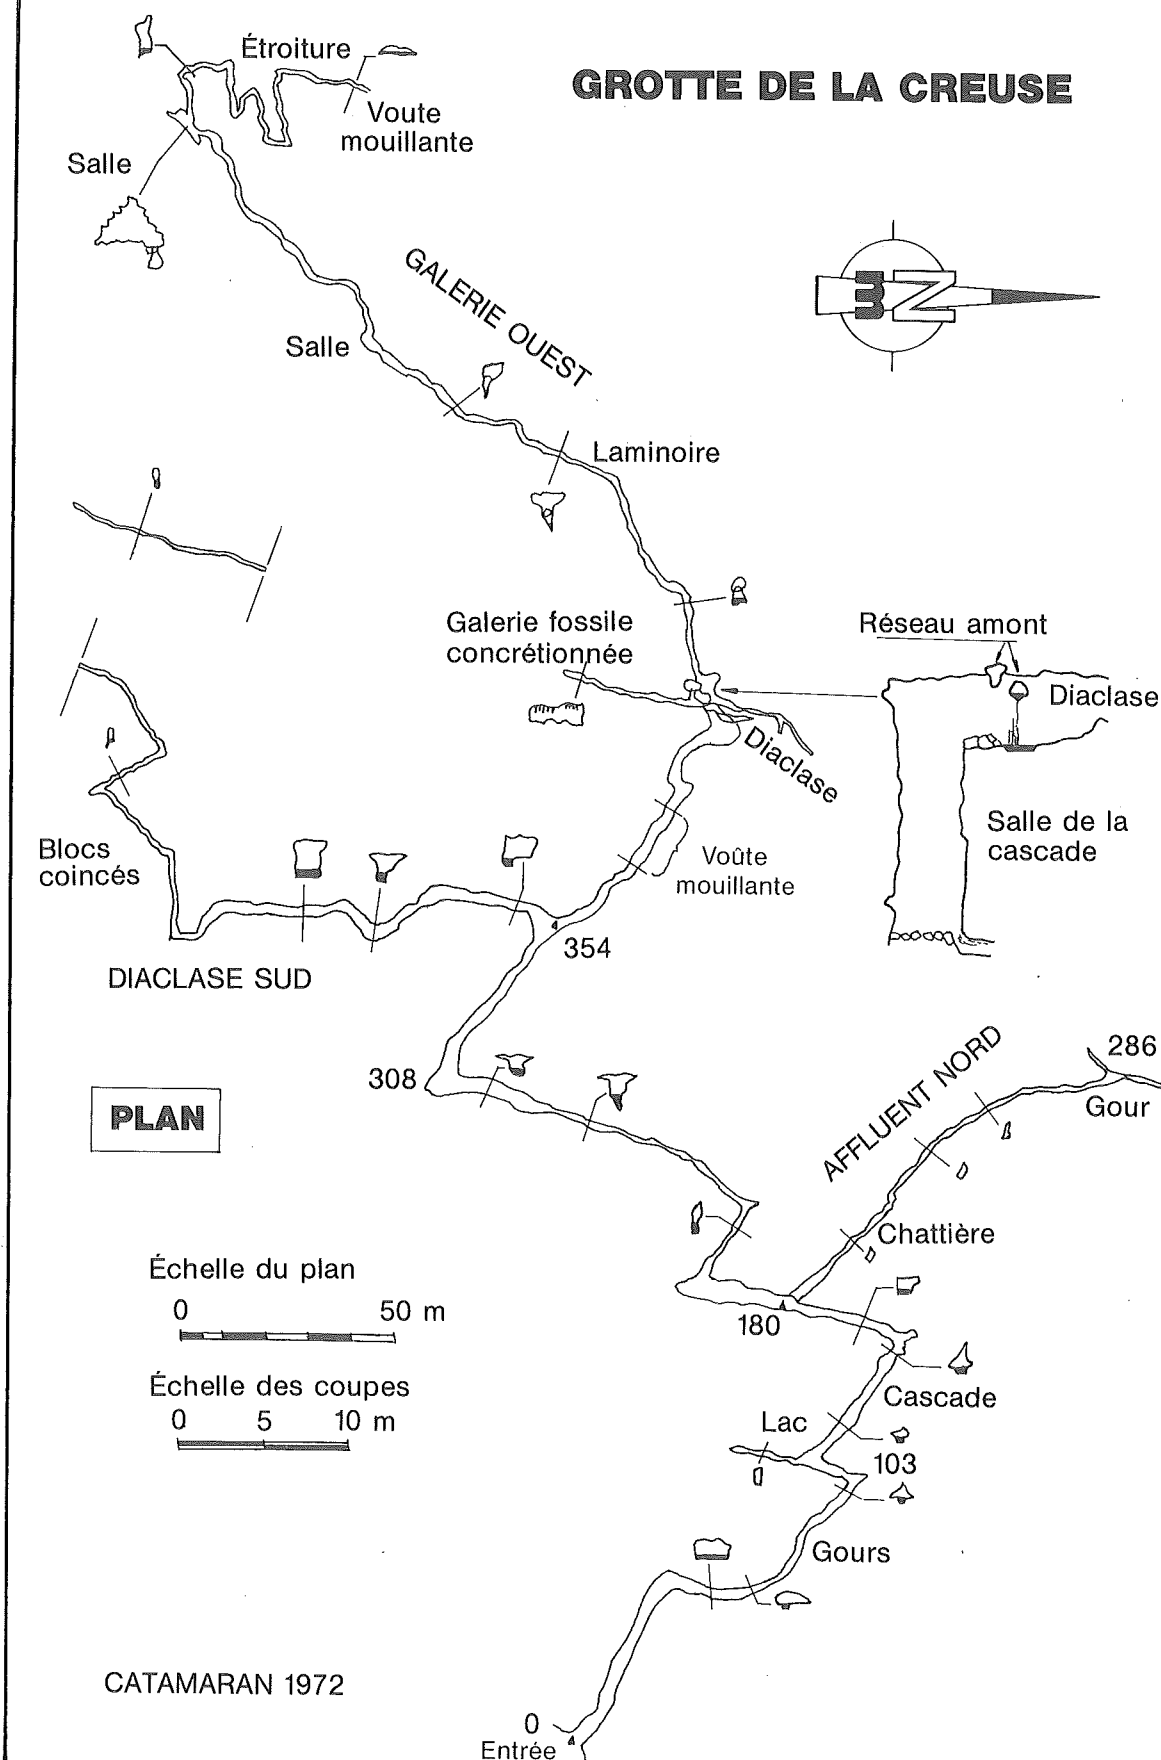 GROTTE DE LA CREUSE
Étroiture
Voute
mouillante
Salle
GALERIE OUEST
Salle
N
Laminoire
Galerie fossile
concrétionnée
Réseau amont
Diaclase
Diaclase
Salle de la
cascade
Voûte
mouillante
Blocs
coincés
354
DIACLASE SUD
308
286
Gour
AFFLUENT NORD
PLAN
Chattière
Échelle du plan
0 50 m
180
Échelle des coupes
0 5 10 m
Cascade
Lac
103
Gours
CATAMARAN 1972
0
Entrée